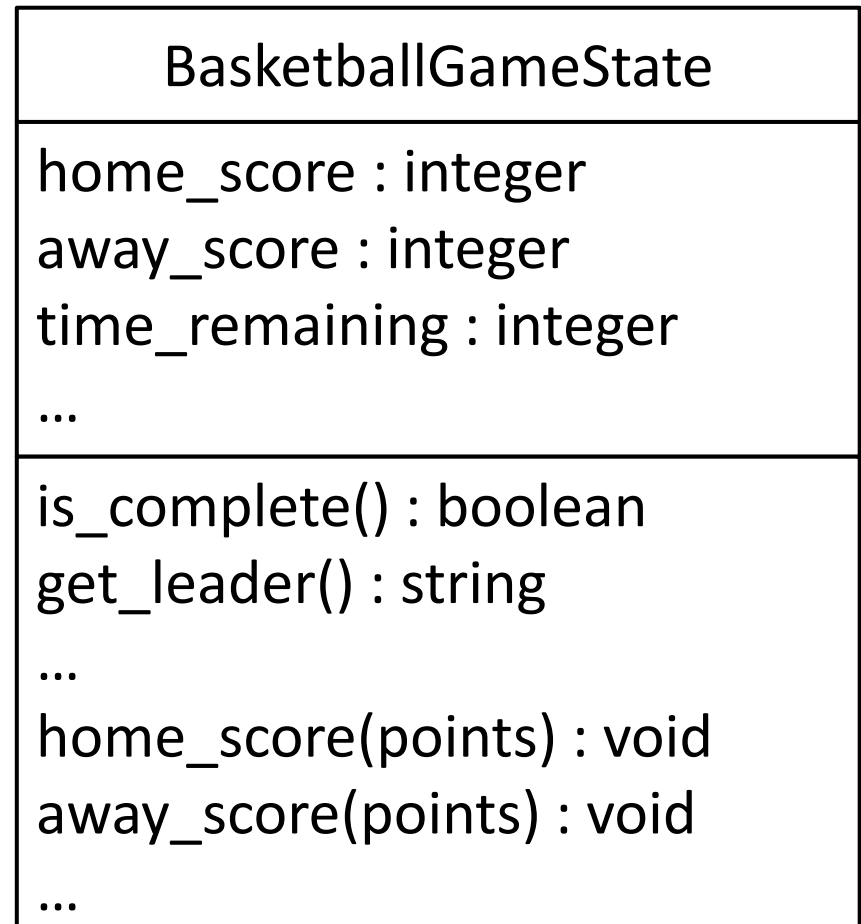 BasketballGameState
home_score : integer
away_score : integer
time_remaining : integer
…
is_complete() : boolean
get_leader() : string
…
home_score(points) : void
away_score(points) : void
…